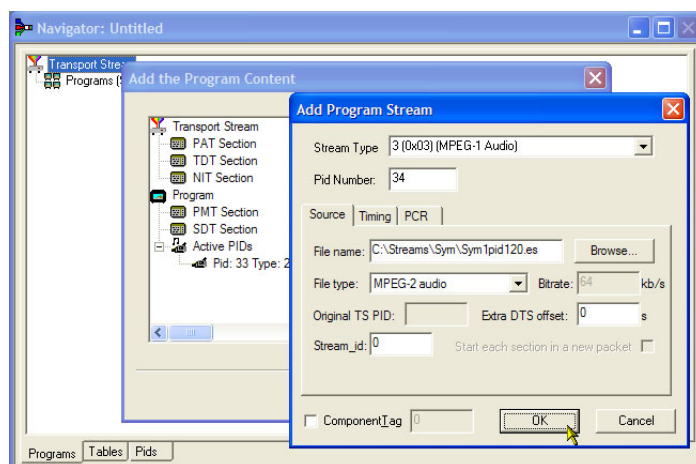 Navigator: Untitled
Transport Strea
Programs (
Add the Program Content
Transport Stream
PAT Section
TDT Section
NIT Section
Program
PMT Section
SDT Section
Active PIDs
Pid: 33 Type: 2
Add Program Stream
Stream Type 3 (0x03) (MPEG-1 Audio)
Pid Number: 34
Source Timing PCR
File name: C:\Streams\Sym\Sym1pid120.es Browse...
File type: MPEG-2 audio Bitrate: 64 kb/s
Original TS PID: Extra DTS offset: 0 s
Stream_id: 0 Start each section in a new packet
ComponentTag 0 OK Cancel
Programs Tables Pids